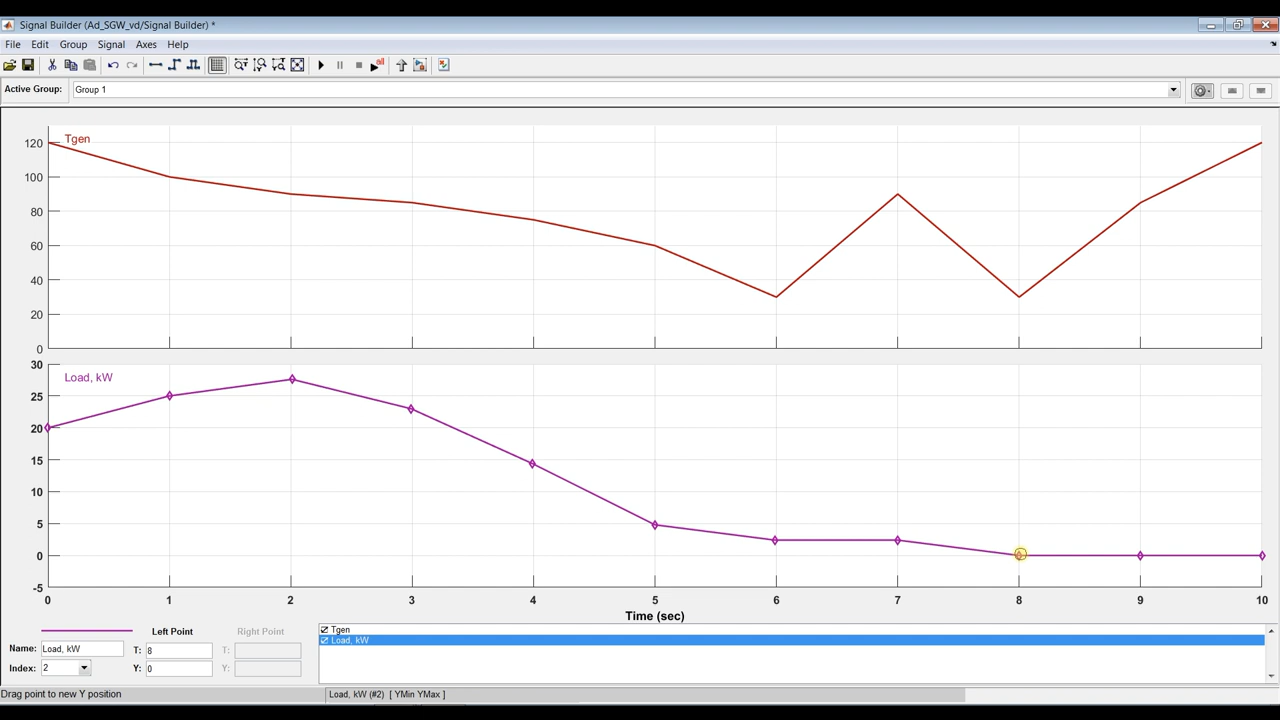 Signal Builder (Ad_SGW_vd/Signal Builder) *
File Edit Group Signal Axes Help
all
Active Group: Group 1
Tgen
120
100
80
60
40
20
0
Load, kW
30
25
20
15
10
5
0
-5
0 1 2 3 4 5 6 7 8 9 10
Time (sec)
Left Point Right Point
Name: Load, kW T: 8 T:
Index: 2 Y: 0 Y:
Tgen
Load, kW
Drag point to new Y position Load, kW (#2) [ YMin YMax ]